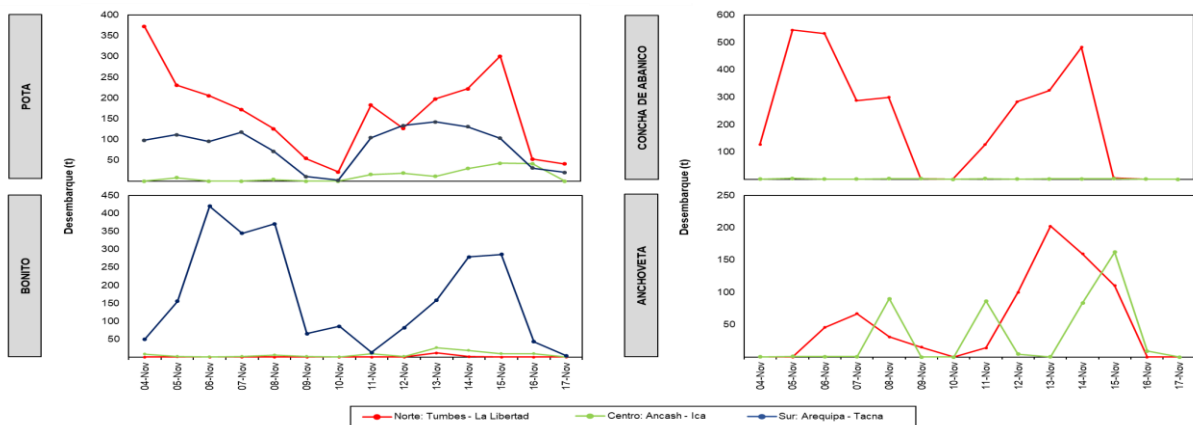 POTA
Desembarque (t)
400
350
300
250
200
150
100
50
BONITO
450
400
350
300
250
200
150
100
50
04-Nov
05-Nov
06-Nov
07-Nov
08-Nov
09-Nov
10-Nov
11-Nov
12-Nov
13-Nov
14-Nov
15-Nov
16-Nov
17-Nov
CONCHA DE ABANICO
Desembarque (t)
600
500
400
300
200
100
ANCHOVETA
250
200
150
100
50
04-Nov
05-Nov
06-Nov
07-Nov
08-Nov
09-Nov
10-Nov
11-Nov
12-Nov
13-Nov
14-Nov
15-Nov
16-Nov
17-Nov
Norte: Tumbes - La Libertad
Centro: Ancash - Ica
Sur: Arequipa - Tacna